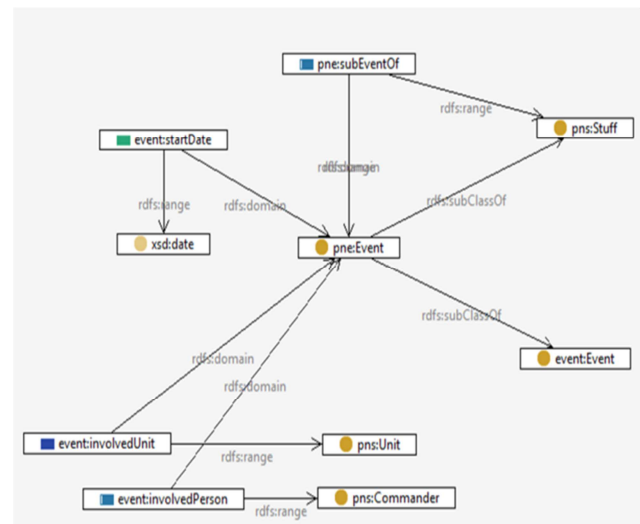 pne:subEventOf
rdfs:range
pns:Stuff
event:startDate
rdfs:domain
rdfs:range
rdfs:range
rdfs:domain
rdfs:subClassOf
xsd:date
pne:Event
rdfs:subClassOf
event:Event
rdfs:domain
rdfs:domain
event:involvedUnit
rdfs:range
pns:Unit
event:involvedPerson
rdfs:range
pns:Commander